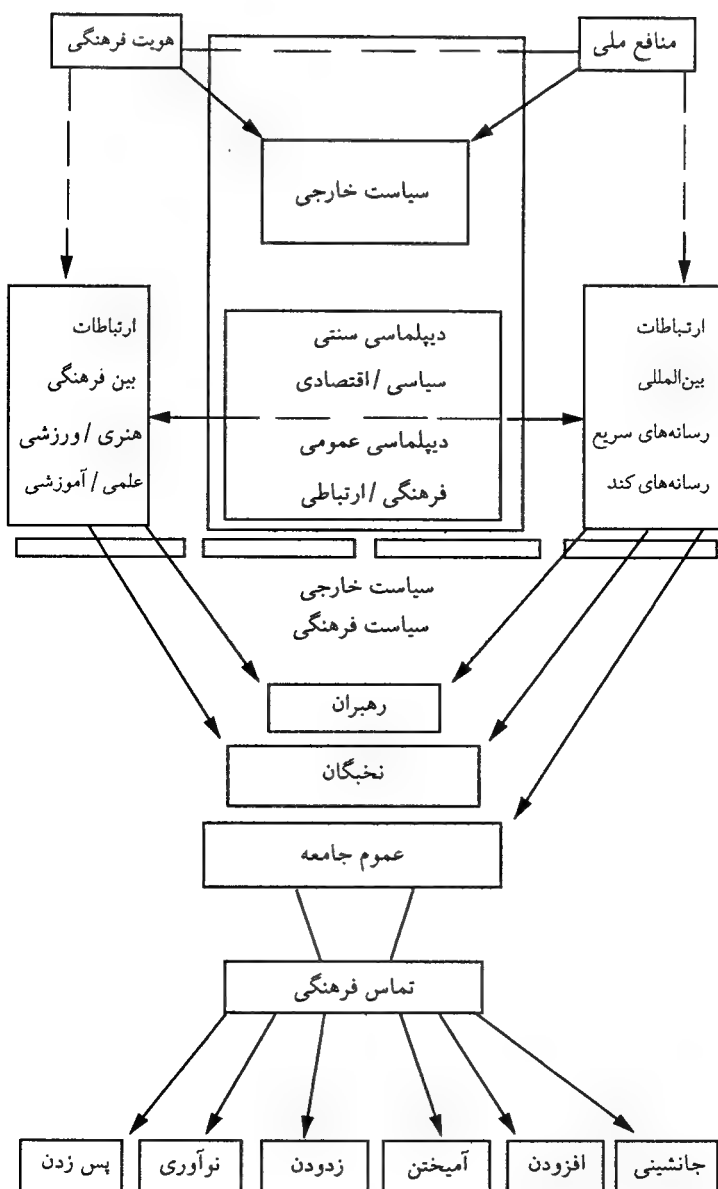 منافع ملی
هویت فرهنگی
سیاست خارجی
ارتباطات
بین‌المللی
رسانه‌های سریع
رسانه‌های کند
دیپلماسی سنتی
سیاسی / اقتصادی
دیپلماسی عمومی
فرهنگی / ارتباطی
ارتباطات
بین فرهنگی
هنری / ورزشی
علمی / آموزشی
سیاست خارجی
سیاست فرهنگی
رهبران
نخبگان
عموم جامعه
تماس فرهنگی
جانشینی
افزودن
آمیختن
زدودن
نوآوری
پس زدن